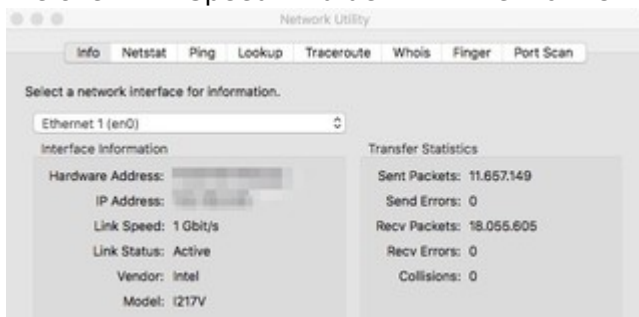 Network Utility
Info Netstat Ping Lookup Traceroute Whois Finger Port Scan
Select a network interface for information.
Ethernet 1 (en0)
Interface Information
Hardware Address:
IP Address:
Link Speed: 1 Gbit/s
Link Status: Active
Vendor: Intel
Model: I217V
Transfer Statistics
Sent Packets: 11.657.149
Send Errors: 0
Recv Packets: 18.055.605
Recv Errors: 0
Collisions: 0